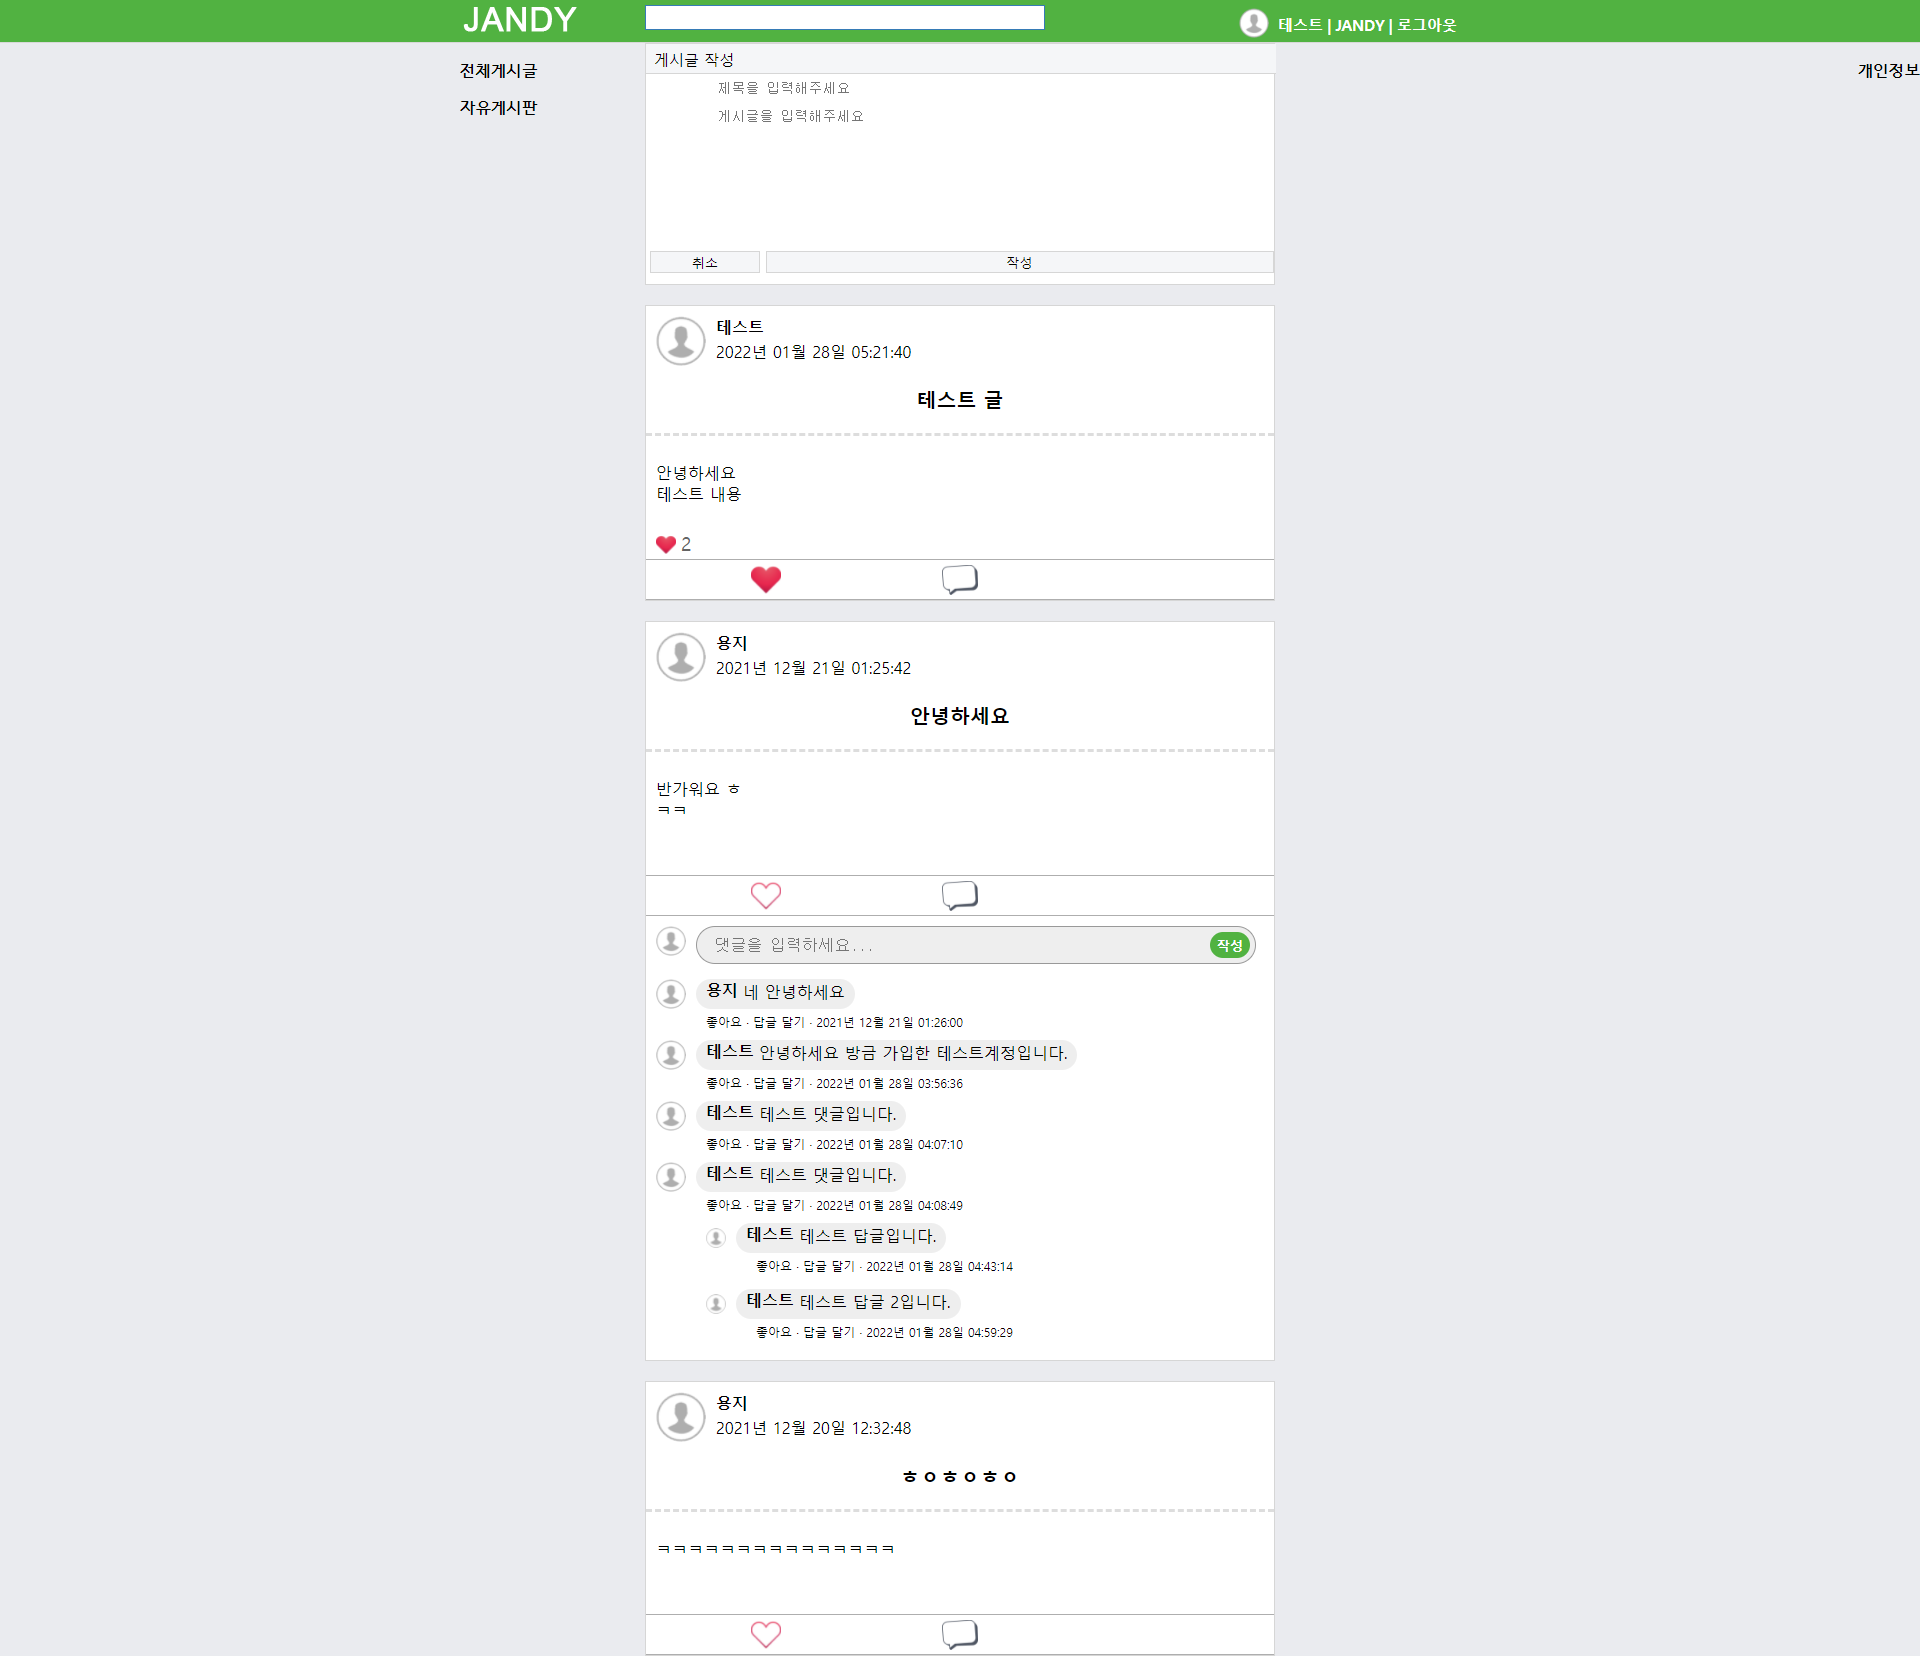 JANDY
테스트 | JANDY | 로그아웃
전체게시글
자유게시판
개인정보
게시글 작성
제목을 입력해주세요
게시글을 입력해주세요
취소 작성
테스트
2022년 01월 28일 05:21:40
테스트 글
안녕하세요
테스트 내용
2
용지
2021년 12월 21일 01:25:42
안녕하세요
반가워요 ㅎ
ㅋㅋ
댓글을 입력하세요... 작성
용지 네 안녕하세요
좋아요 · 답글 달기 · 2021년 12월 21일 01:26:00
테스트 안녕하세요 방금 가입한 테스트계정입니다.
좋아요 · 답글 달기 · 2022년 01월 28일 03:56:36
테스트 테스트 댓글입니다.
좋아요 · 답글 달기 · 2022년 01월 28일 04:07:10
테스트 테스트 댓글입니다.
좋아요 · 답글 달기 · 2022년 01월 28일 04:08:49
테스트 테스트 답글입니다.
좋아요 · 답글 달기 · 2022년 01월 28일 04:43:14
테스트 테스트 답글 2입니다.
좋아요 · 답글 달기 · 2022년 01월 28일 04:59:29
용지
2021년 12월 20일 12:32:48
ㅎㅇㅎㅇㅎㅇ
ㅋㅋㅋㅋㅋㅋㅋㅋㅋㅋㅋㅋㅋㅋㅋ